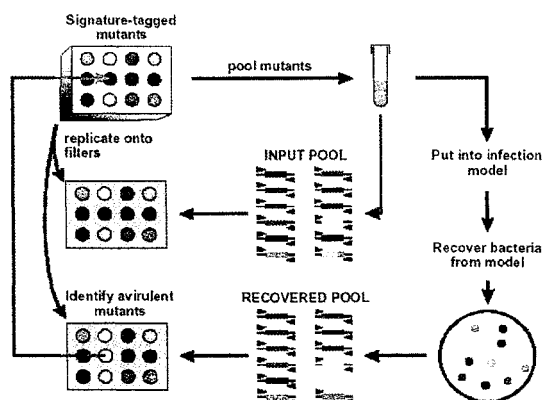 Signature-tagged
mutants
pool mutants
replicate onto
filters
INPUT POOL
Put into infection
model
Recover bacteria
from model
Identify avirulent
mutants
RECOVERED POOL